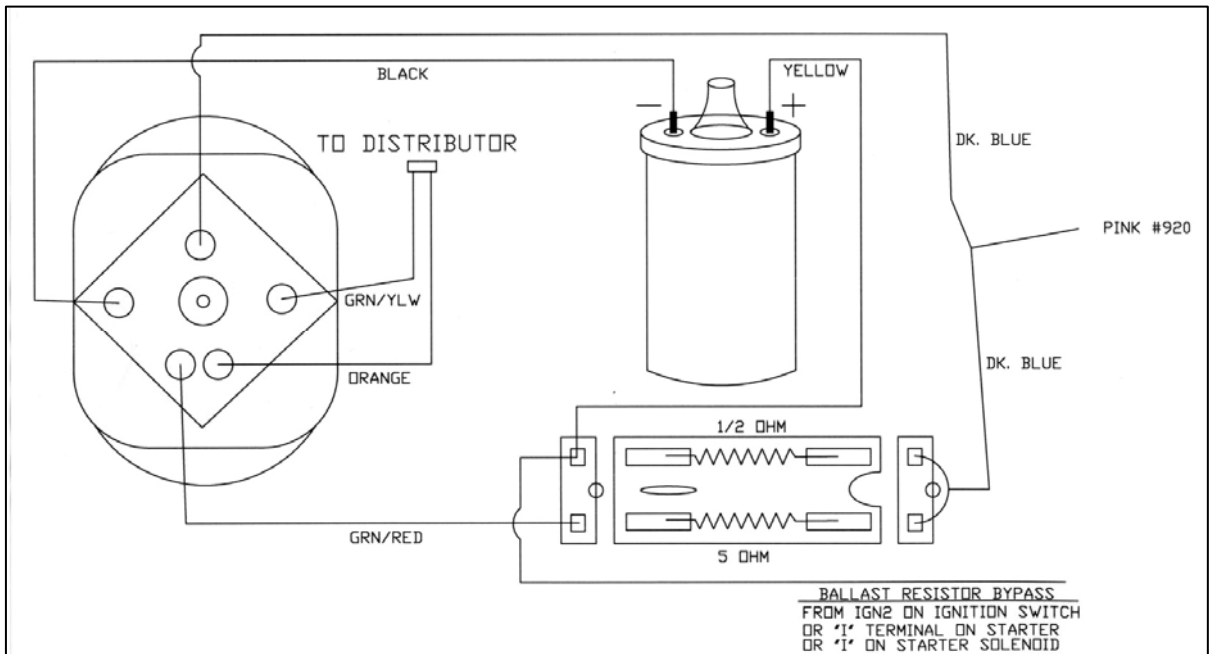 BLACK
YELLOW
− +
TO DISTRIBUTOR
DK. BLUE
PINK #920
GRN/YLW
DK. BLUE
ORANGE
1/2 OHM
GRN/RED
5 OHM
BALLAST RESISTOR BYPASS
FROM IGN2 ON IGNITION SWITCH
OR "I" TERMINAL ON STARTER
OR "I" ON STARTER SOLENOID